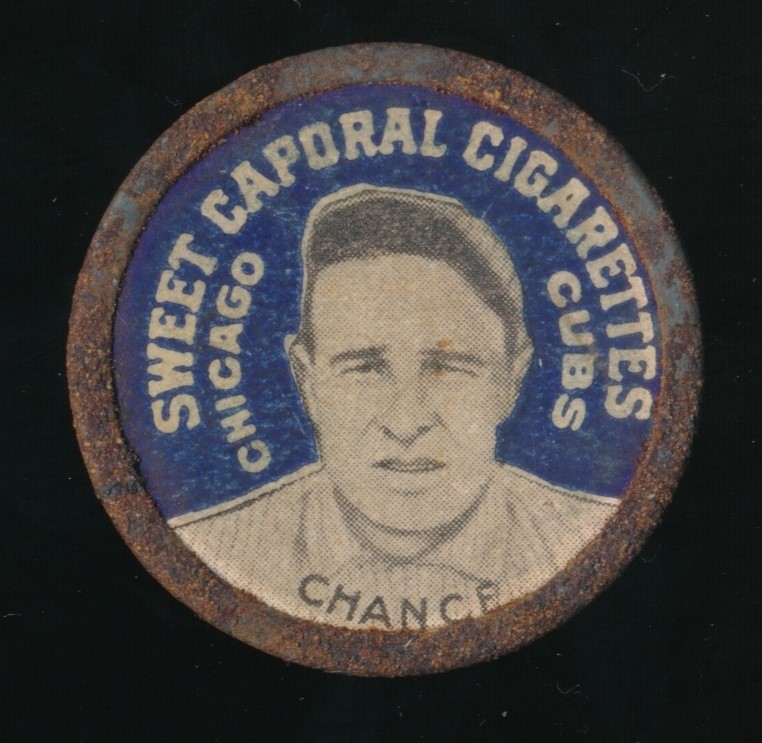 SWEET CAPORAL CIGARETTES
CHICAGO
CUBS
CHANCE